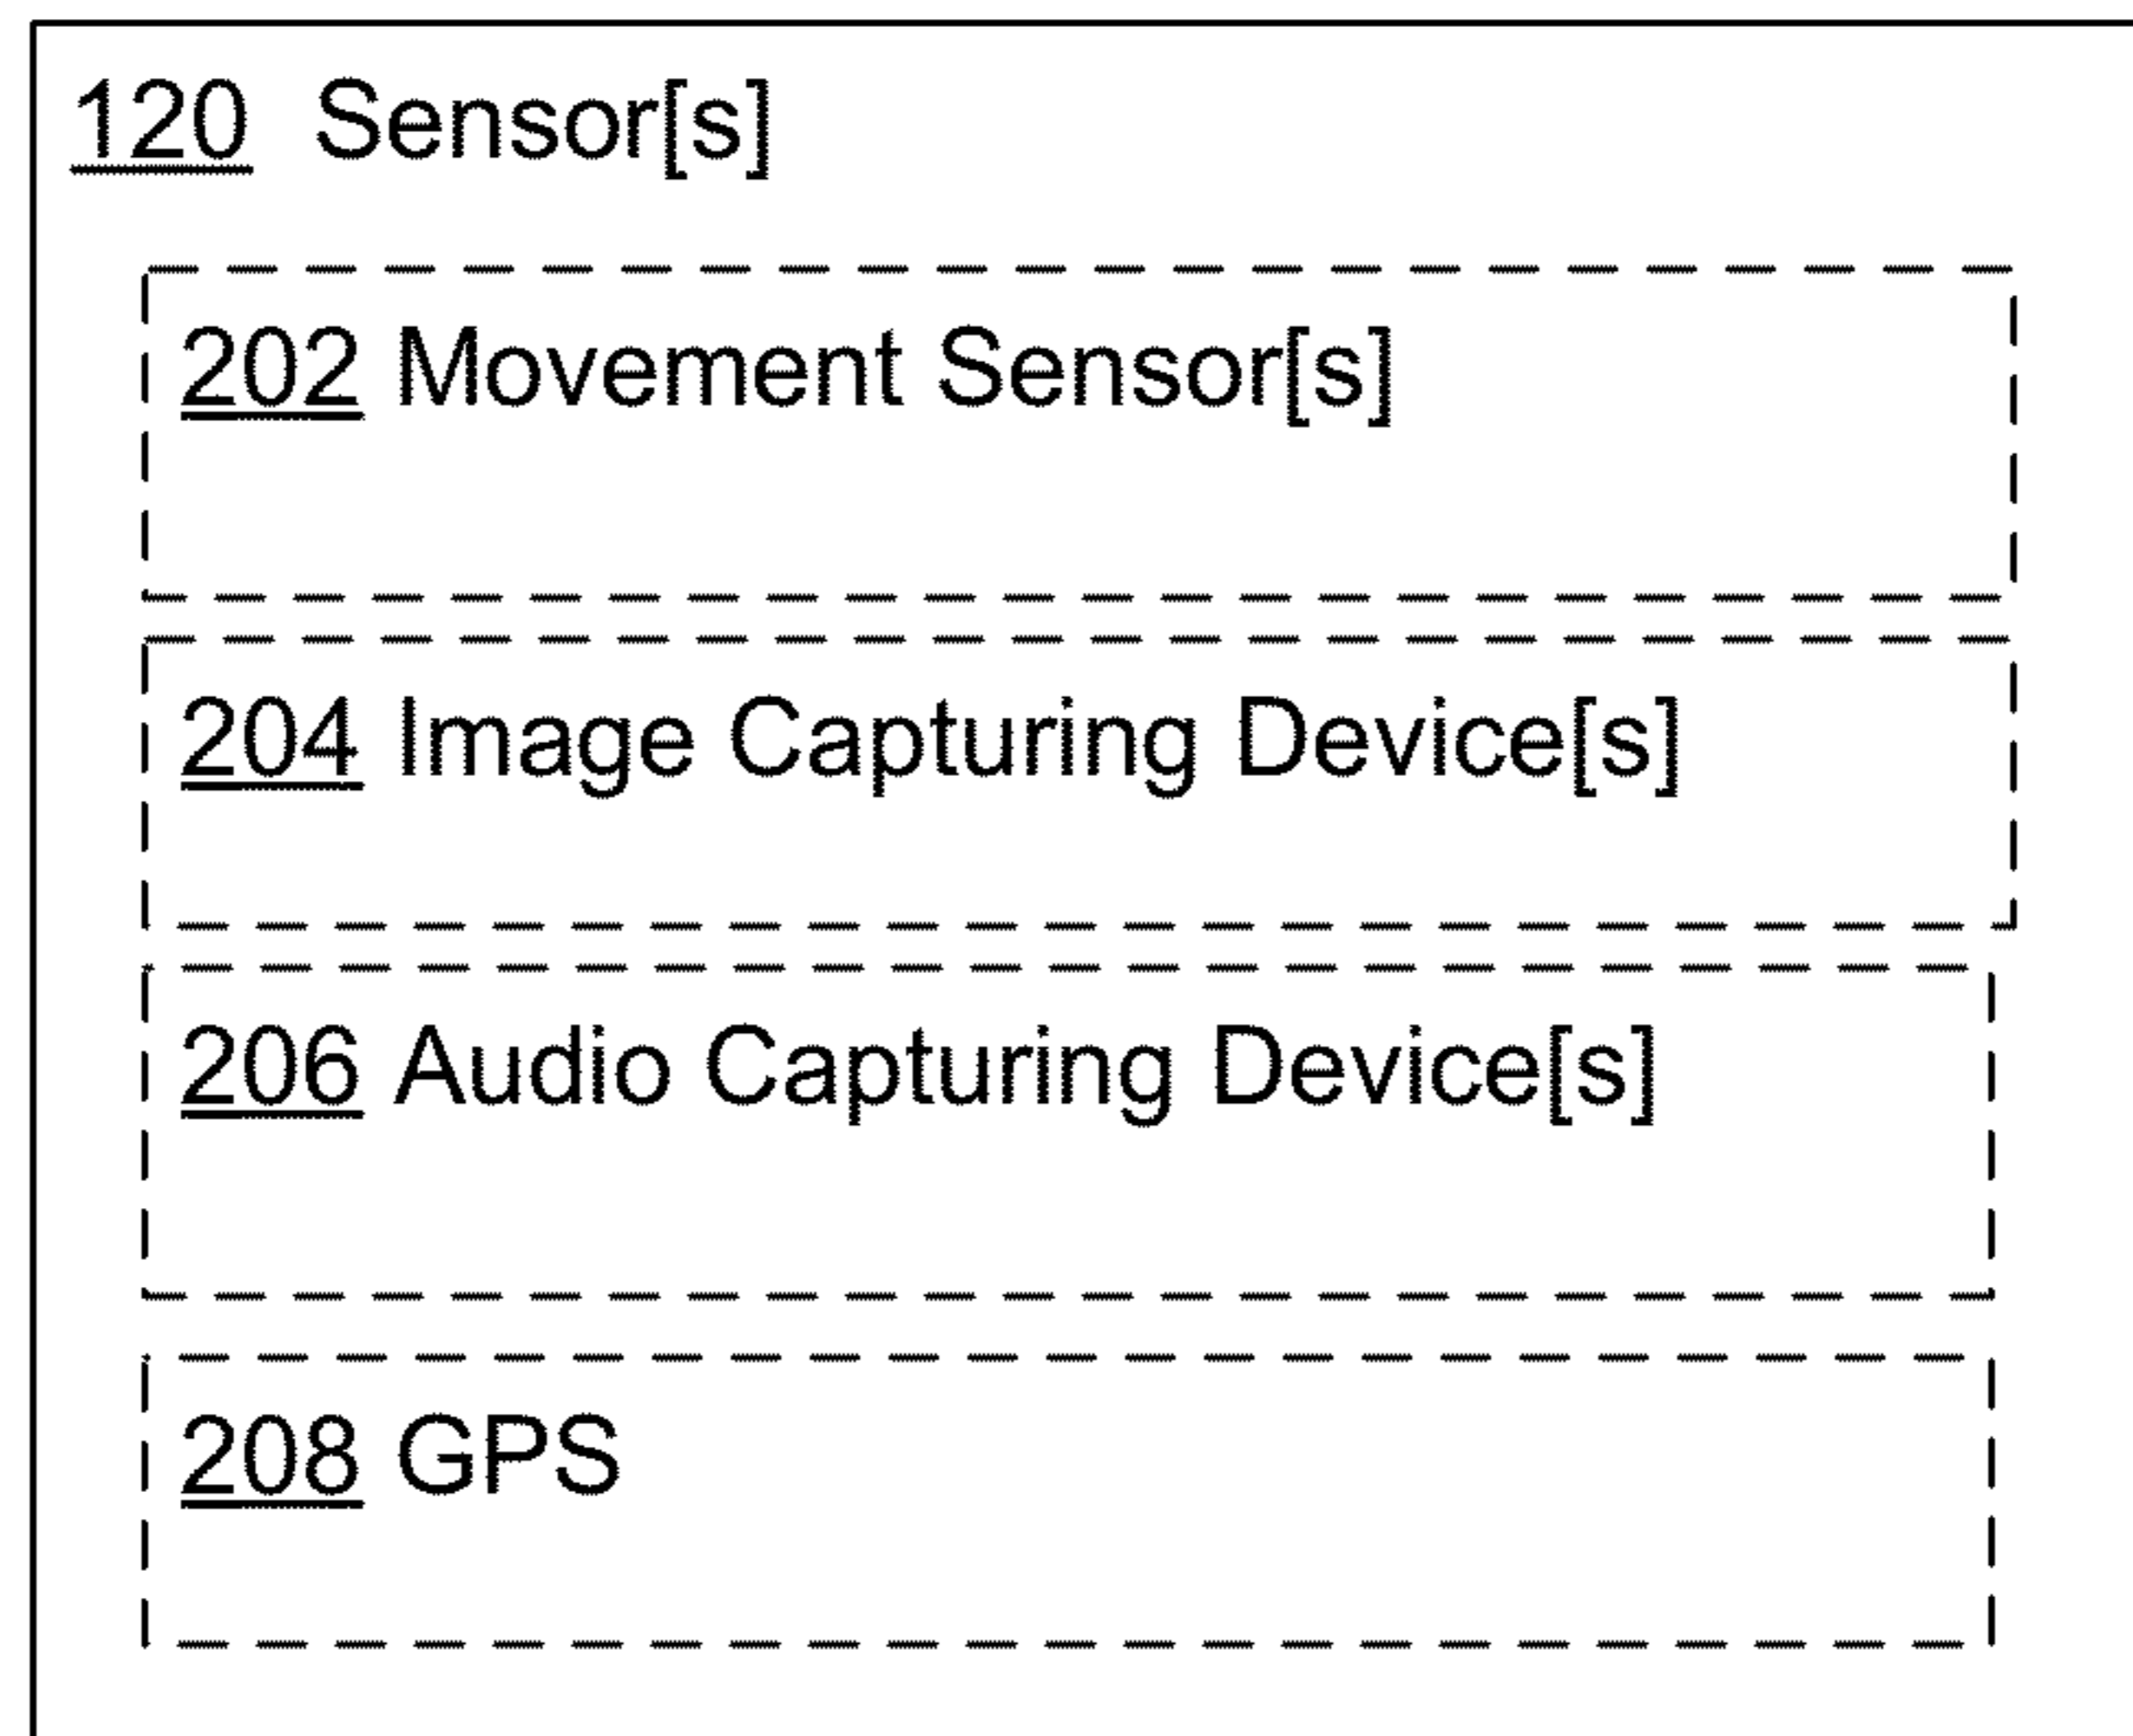 120 Sensor[s]
202 Movement Sensor[s]
204 Image Capturing Device[s]
206 Audio Capturing Device[s]
208 GPS